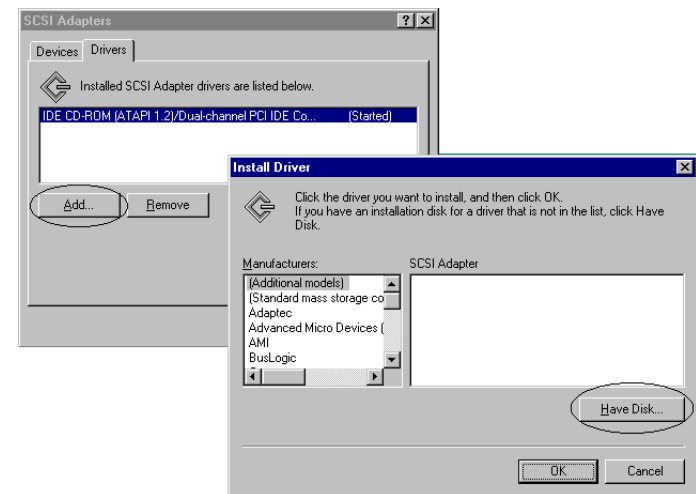 SCSI Adapters
Devices Drivers
Installed SCSI Adapter drivers are listed below.
IDE CD-ROM (ATAPI 1.2)/Dual-channel PCI IDE Co... (Started)
Add... Remove
Install Driver
Click the driver you want to install, and then click OK.
If you have an installation disk for a driver that is not in the list, click Have
Disk.
Manufacturers: SCSI Adapter
(Additional models)
(Standard mass storage co
Adaptec
Advanced Micro Devices (
AMI
BusLogic
Have Disk...
OK Cancel